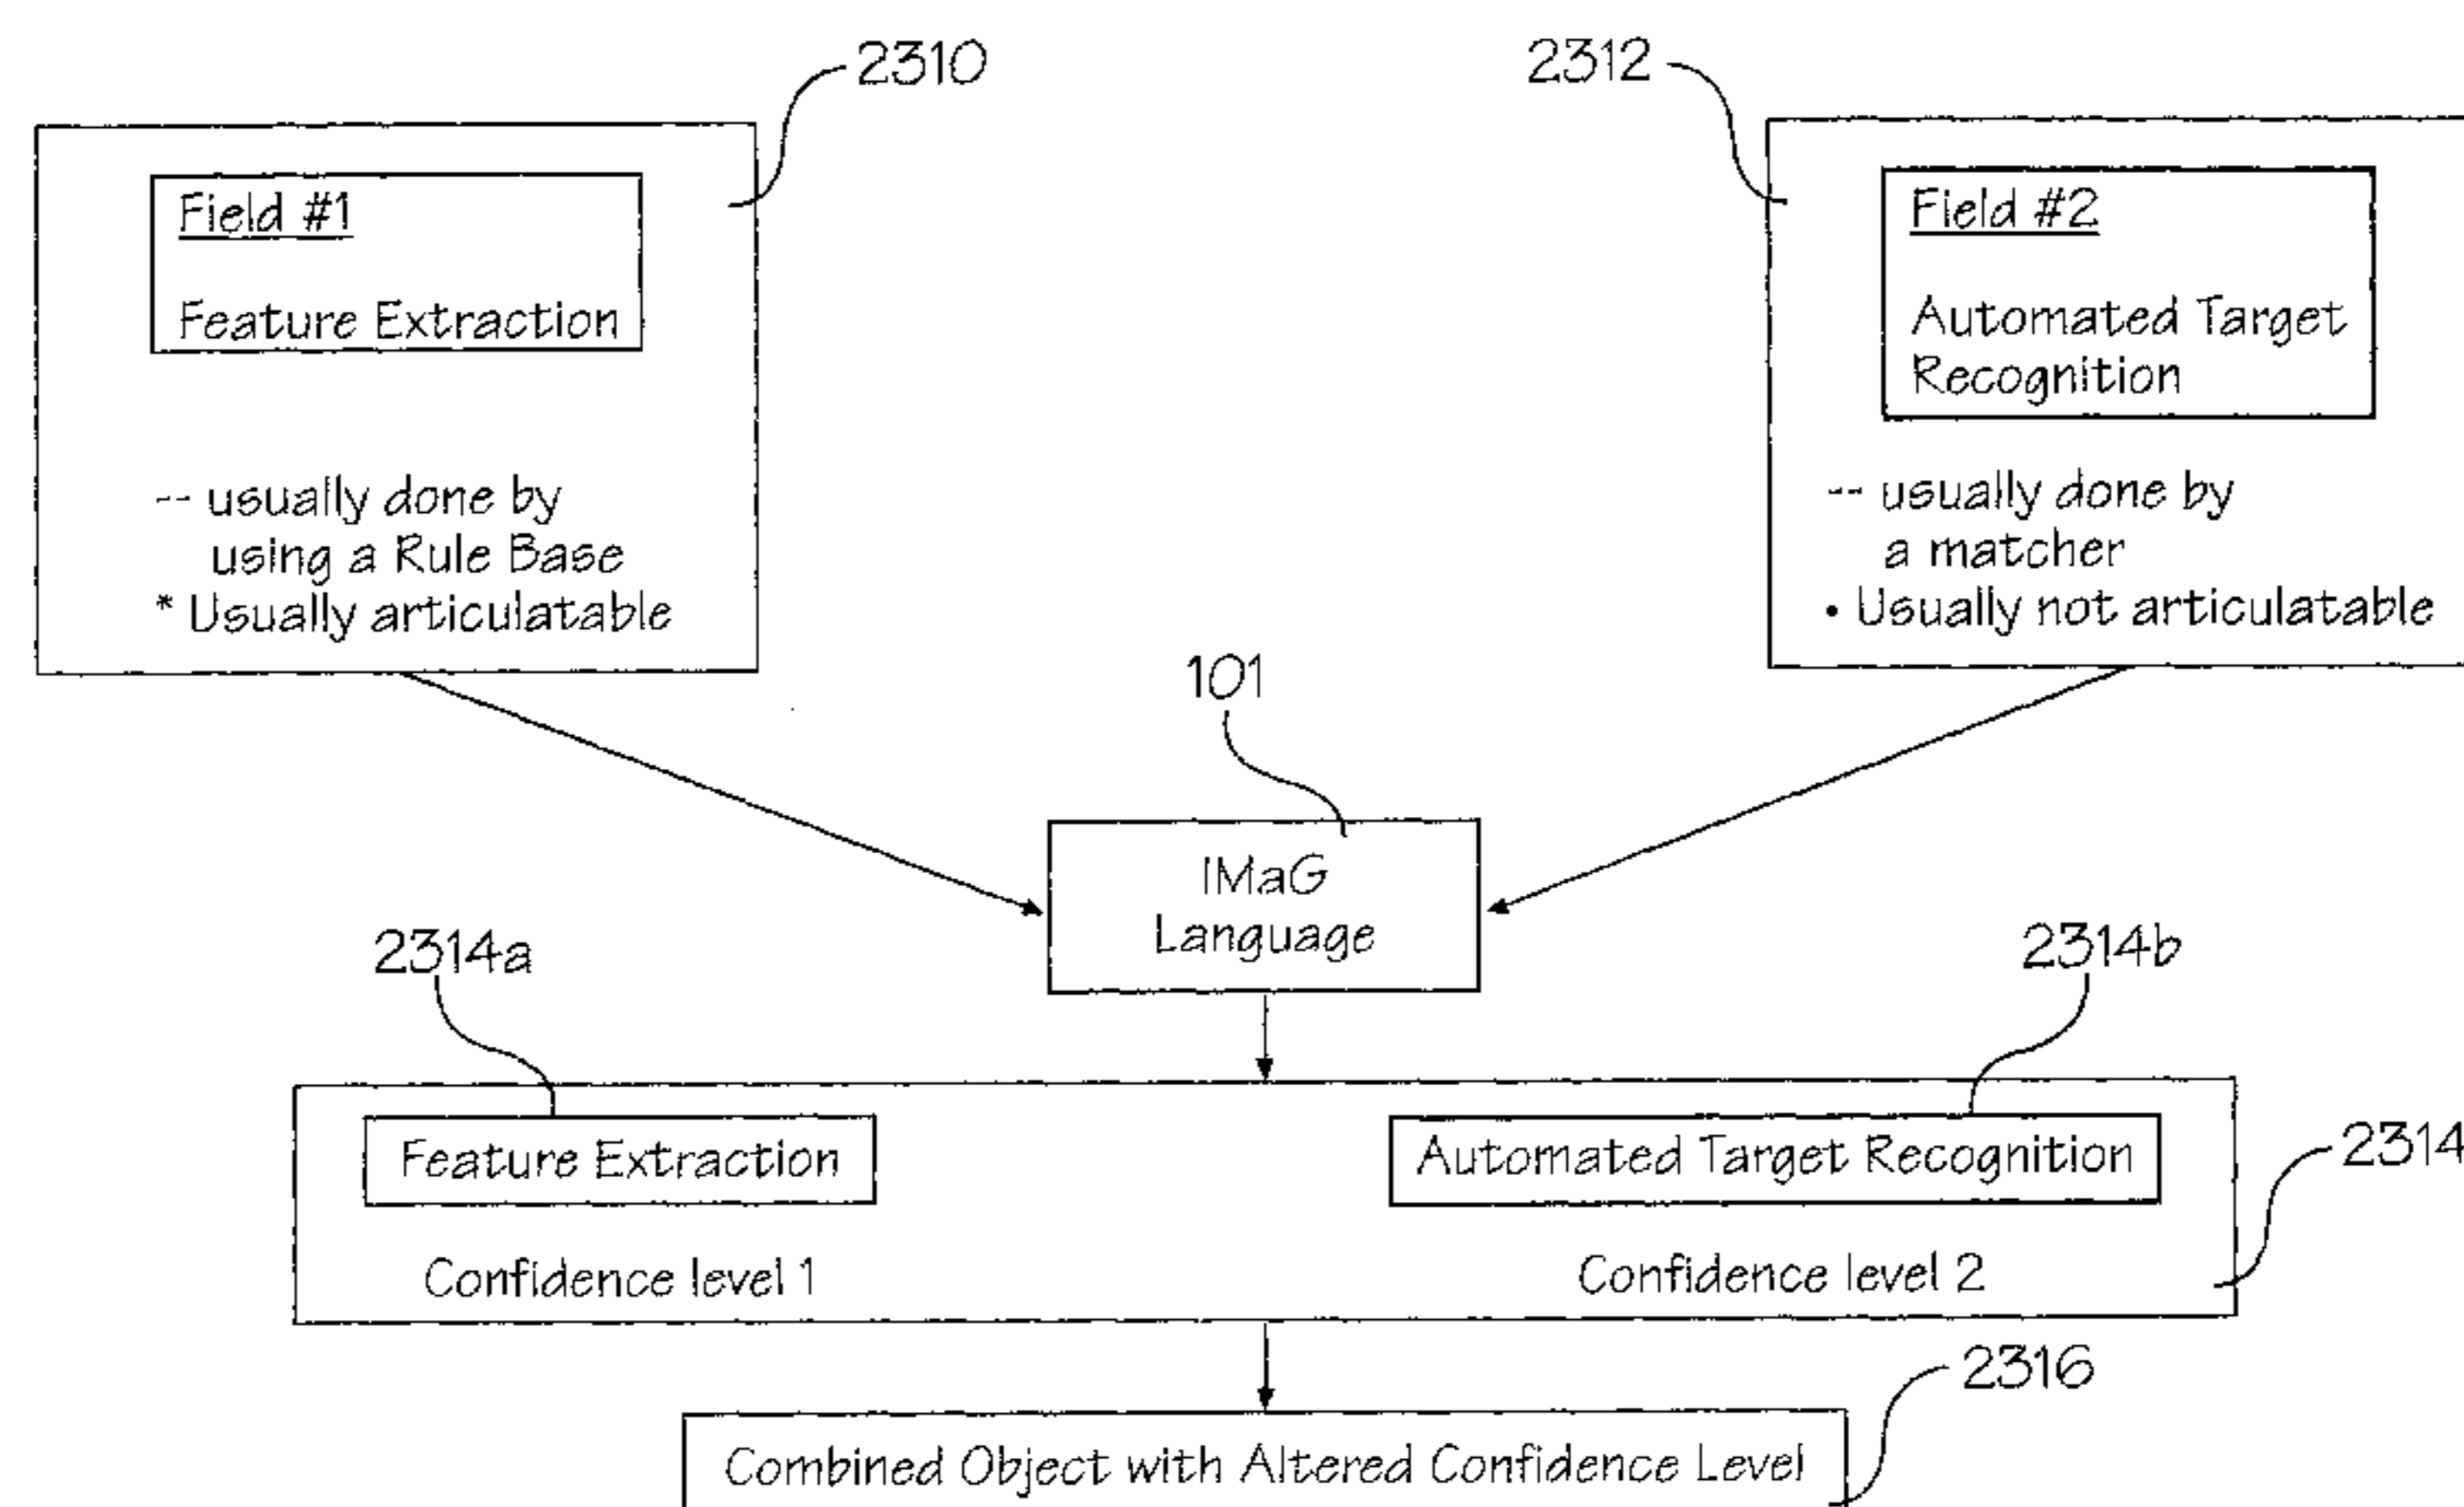 2310
2312
Field #1
Feature Extraction
-- usually done by
using a Rule Base
* Usually articulatable
Field #2
Automated Target
Recognition
-- usually done by
a matcher
• Usually not articulatable
101
IMaG
Language
2314a
2314b
Feature Extraction
Automated Target Recognition
2314
Confidence level 1
Confidence level 2
2316
Combined Object with Altered Confidence Level